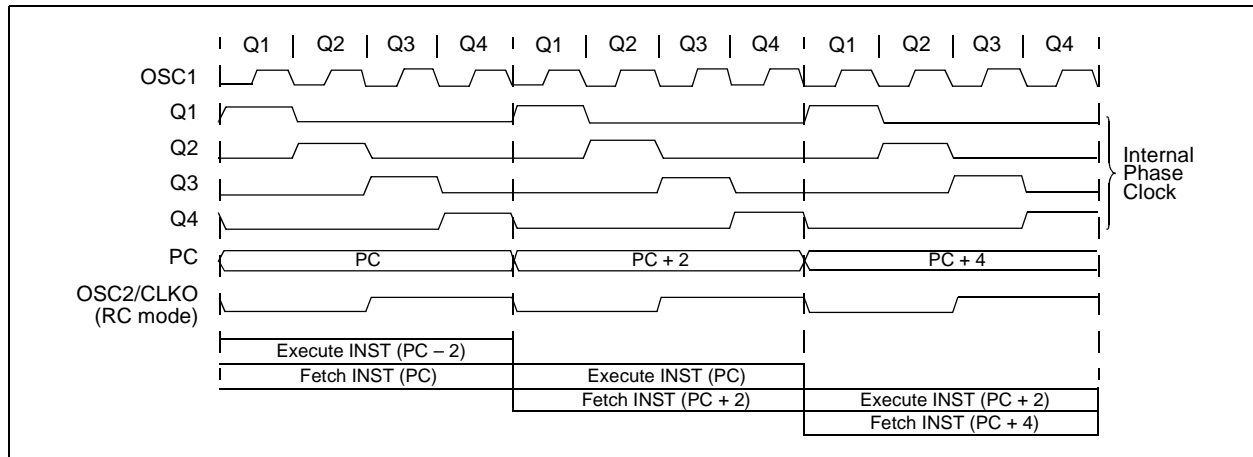 Q1 Q2 Q3 Q4 Q1 Q2 Q3 Q4 Q1 Q2 Q3 Q4
OSC1
Q1
Q2
Q3
Q4
Internal
Phase
Clock
PC PC PC + 2 PC + 4
OSC2/CLKO
(RC mode)
Execute INST (PC – 2)
Fetch INST (PC) Execute INST (PC)
Fetch INST (PC + 2) Execute INST (PC + 2)
Fetch INST (PC + 4)